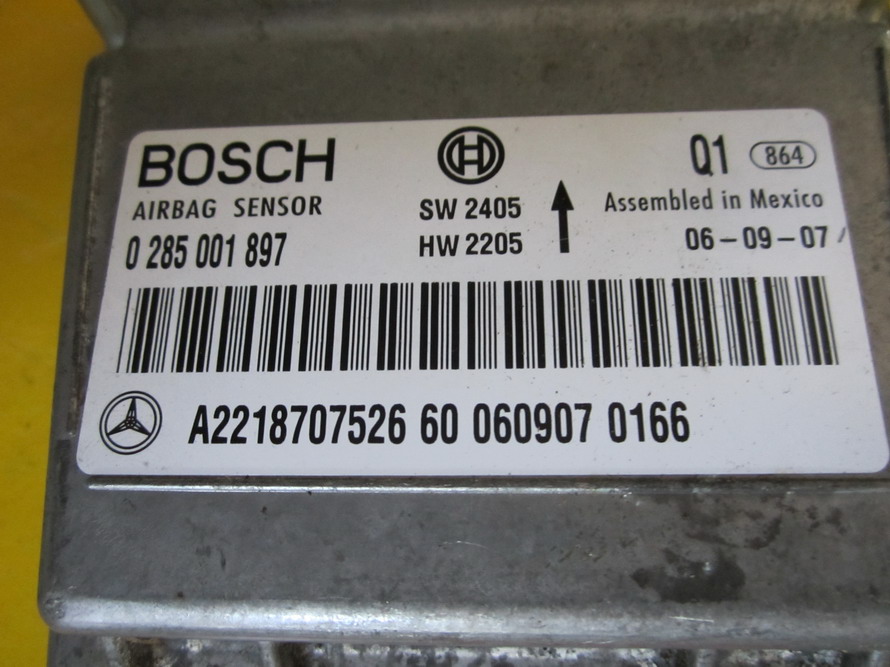 BOSCH Q1 864
AIRBAG SENSOR SW 2405 Assembled in Mexico
0 285 001 897 HW 2205 06-09-07
A2218707526 60 060907 0166